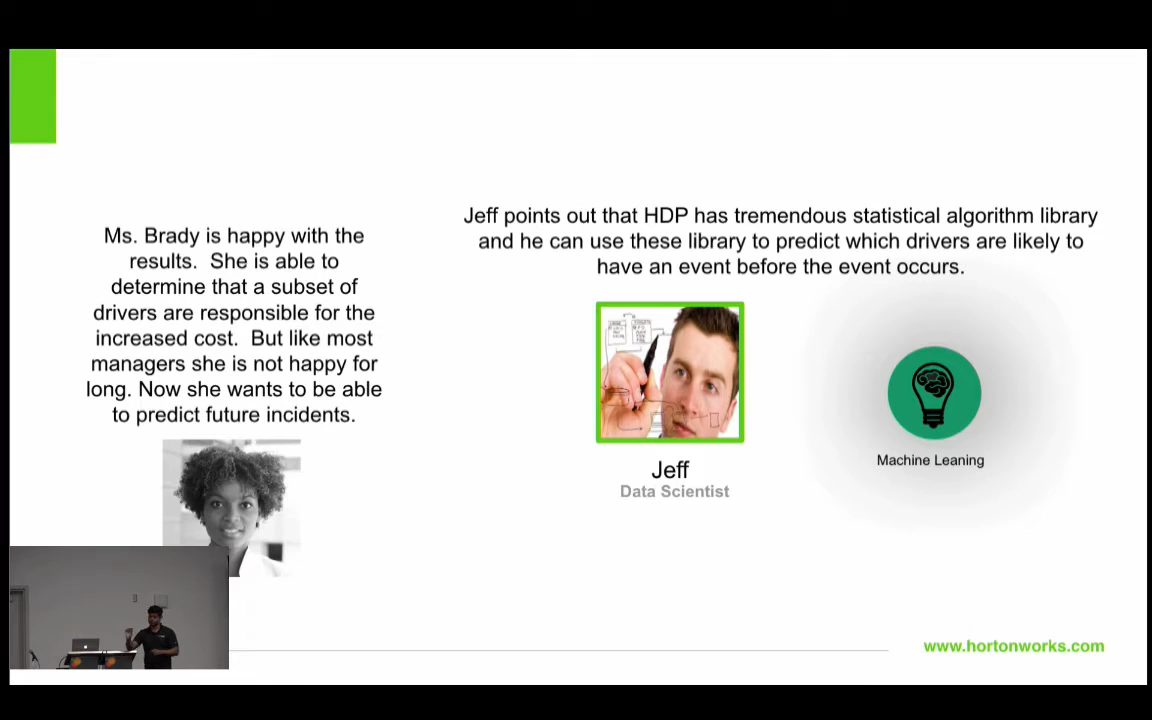 Ms. Brady is happy with the
results. She is able to
determine that a subset of
drivers are responsible for the
increased cost. But like most
managers she is not happy for
long. Now she wants to be able
to predict future incidents.
Jeff points out that HDP has tremendous statistical algorithm library
and he can use these library to predict which drivers are likely to
have an event before the event occurs.
Jeff
Data Scientist
Machine Leaning
www.hortonworks.com